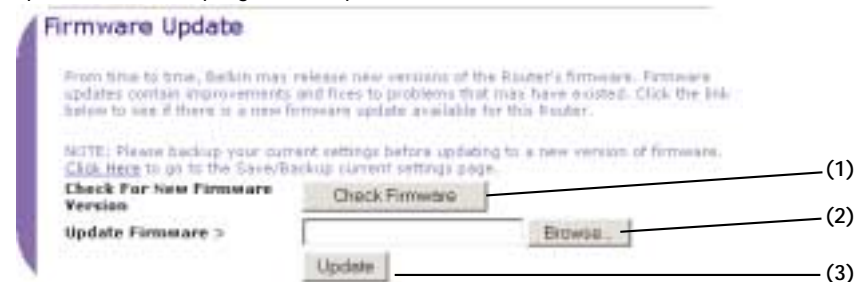 Firmware Update
From time to time, Belkin may release new versions of the Router's firmware. Firmware
updates contain improvements and fixes to problems that may have existed. Click the link
below to see if there is a new firmware update available for this Router.
NOTE: Please backup your current settings before updating to a new version of firmware.
Click Here to go to the Save/Backup current settings page.
Check For New Firmware
Version
Check Firmware
(1)
Update Firmware >
Browse..
(2)
Update
(3)